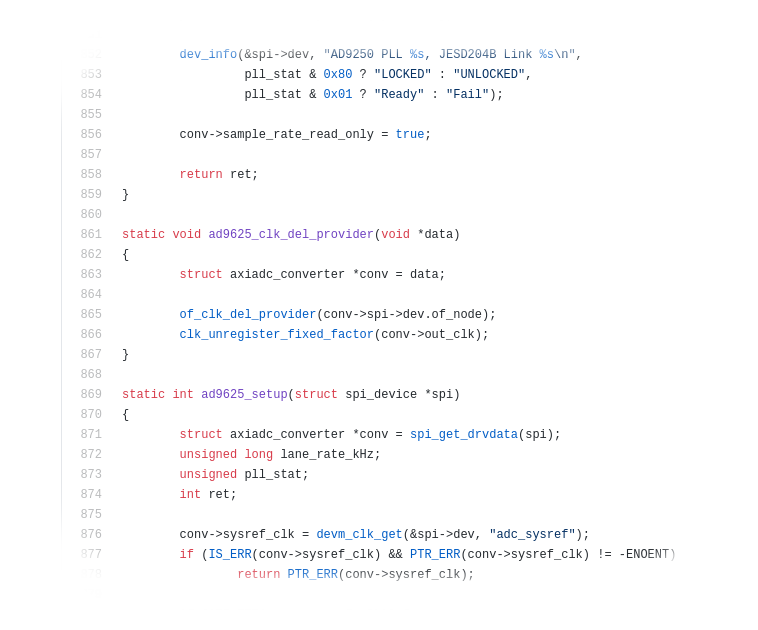 dev_info(&spi->dev, "AD9250 PLL %s, JESD204B Link %s\n",
853 pll_stat & 0x80 ? "LOCKED" : "UNLOCKED",
854 pll_stat & 0x01 ? "Ready" : "Fail");
855
856 conv->sample_rate_read_only = true;
857
858 return ret;
859 }
860
861 static void ad9625_clk_del_provider(void *data)
862 {
863 struct axiadc_converter *conv = data;
864
865 of_clk_del_provider(conv->spi->dev.of_node);
866 clk_unregister_fixed_factor(conv->out_clk);
867 }
868
869 static int ad9625_setup(struct spi_device *spi)
870 {
871 struct axiadc_converter *conv = spi_get_drvdata(spi);
872 unsigned long lane_rate_kHz;
873 unsigned pll_stat;
874 int ret;
875
876 conv->sysref_clk = devm_clk_get(&spi->dev, "adc_sysref");
877 if (IS_ERR(conv->sysref_clk) && PTR_ERR(conv->sysref_clk) != -ENOENT)
return PTR_ERR(conv->sysref_clk);